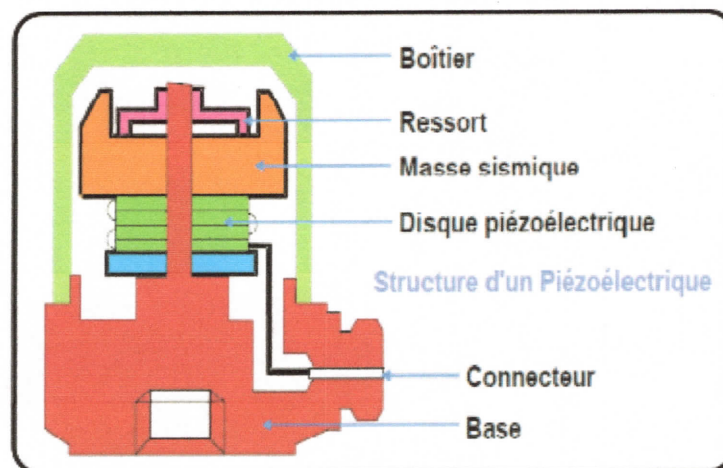 Boîtier
Ressort
Masse sismique
Disque piézoélectrique
Structure d'un Piézoélectrique
Connecteur
Base